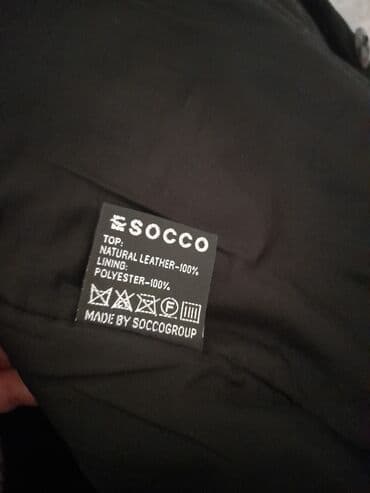 SOCCO
TOP:
NATURAL LEATHER-100%
LINING:
POLYESTER-100%
F
MADE BY SOCCOGROUP